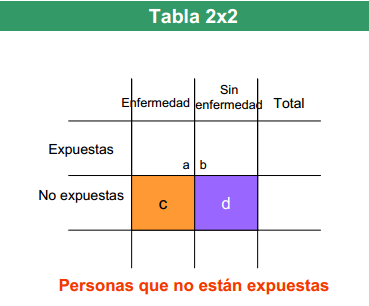 Tabla 2x2
Enfermedad
Sin
enfermedad
Total
Expuestas
a b
No expuestas
c d
Personas que no están expuestas